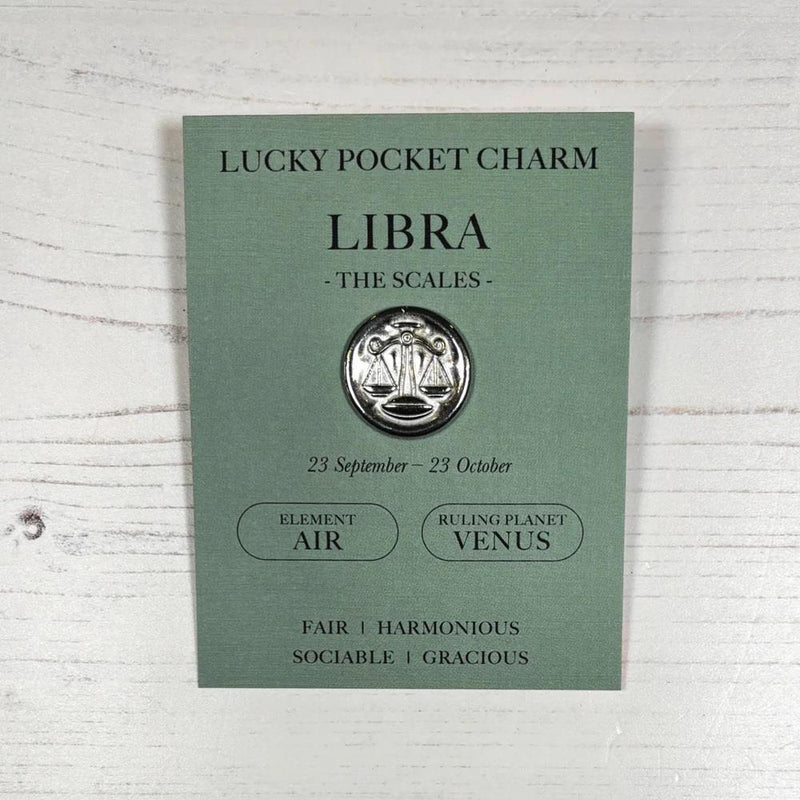 LUCKY POCKET CHARM
LIBRA
- THE SCALES -
23 September – 23 October
ELEMENT
AIR
RULING PLANET
VENUS
FAIR | HARMONIOUS
SOCIABLE | GRACIOUS